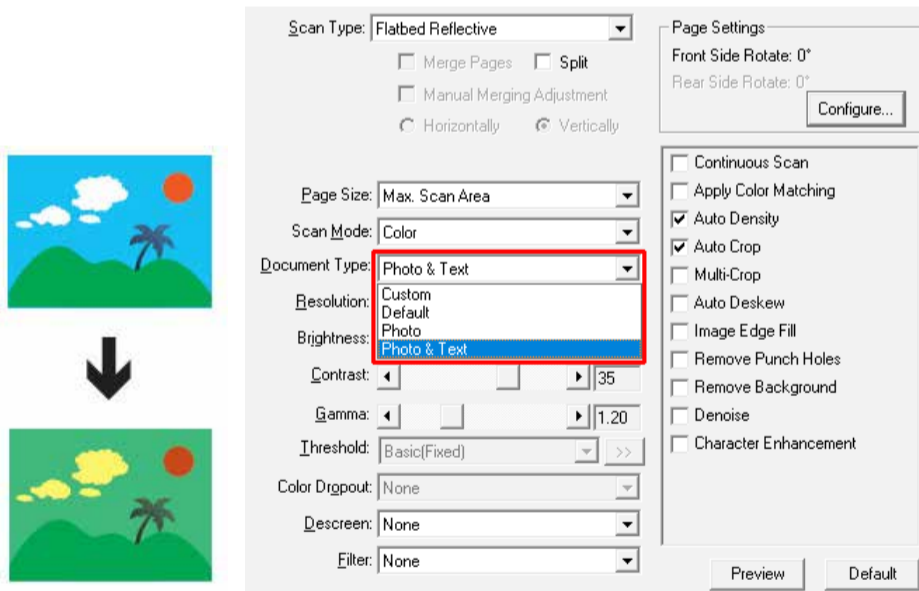 Scan Type: Flatbed Reflective
Merge Pages Split
Manual Merging Adjustment
Horizontally Vertically
Page Size: Max. Scan Area
Scan Mode: Color
Document Type: Photo & Text
Custom
Default
Photo
Photo & Text
Resolution:
Brightness:
Contrast: 35
Gamma: 1.20
Threshold: Basic(Fixed) >>
Color Dropout: None
Descreen: None
Filter: None
Page Settings
Front Side Rotate: 0°
Rear Side Rotate: 0°
Configure...
Continuous Scan
Apply Color Matching
Auto Density
Auto Crop
Multi-Crop
Auto Deskew
Image Edge Fill
Remove Punch Holes
Remove Background
Denoise
Character Enhancement
Preview Default